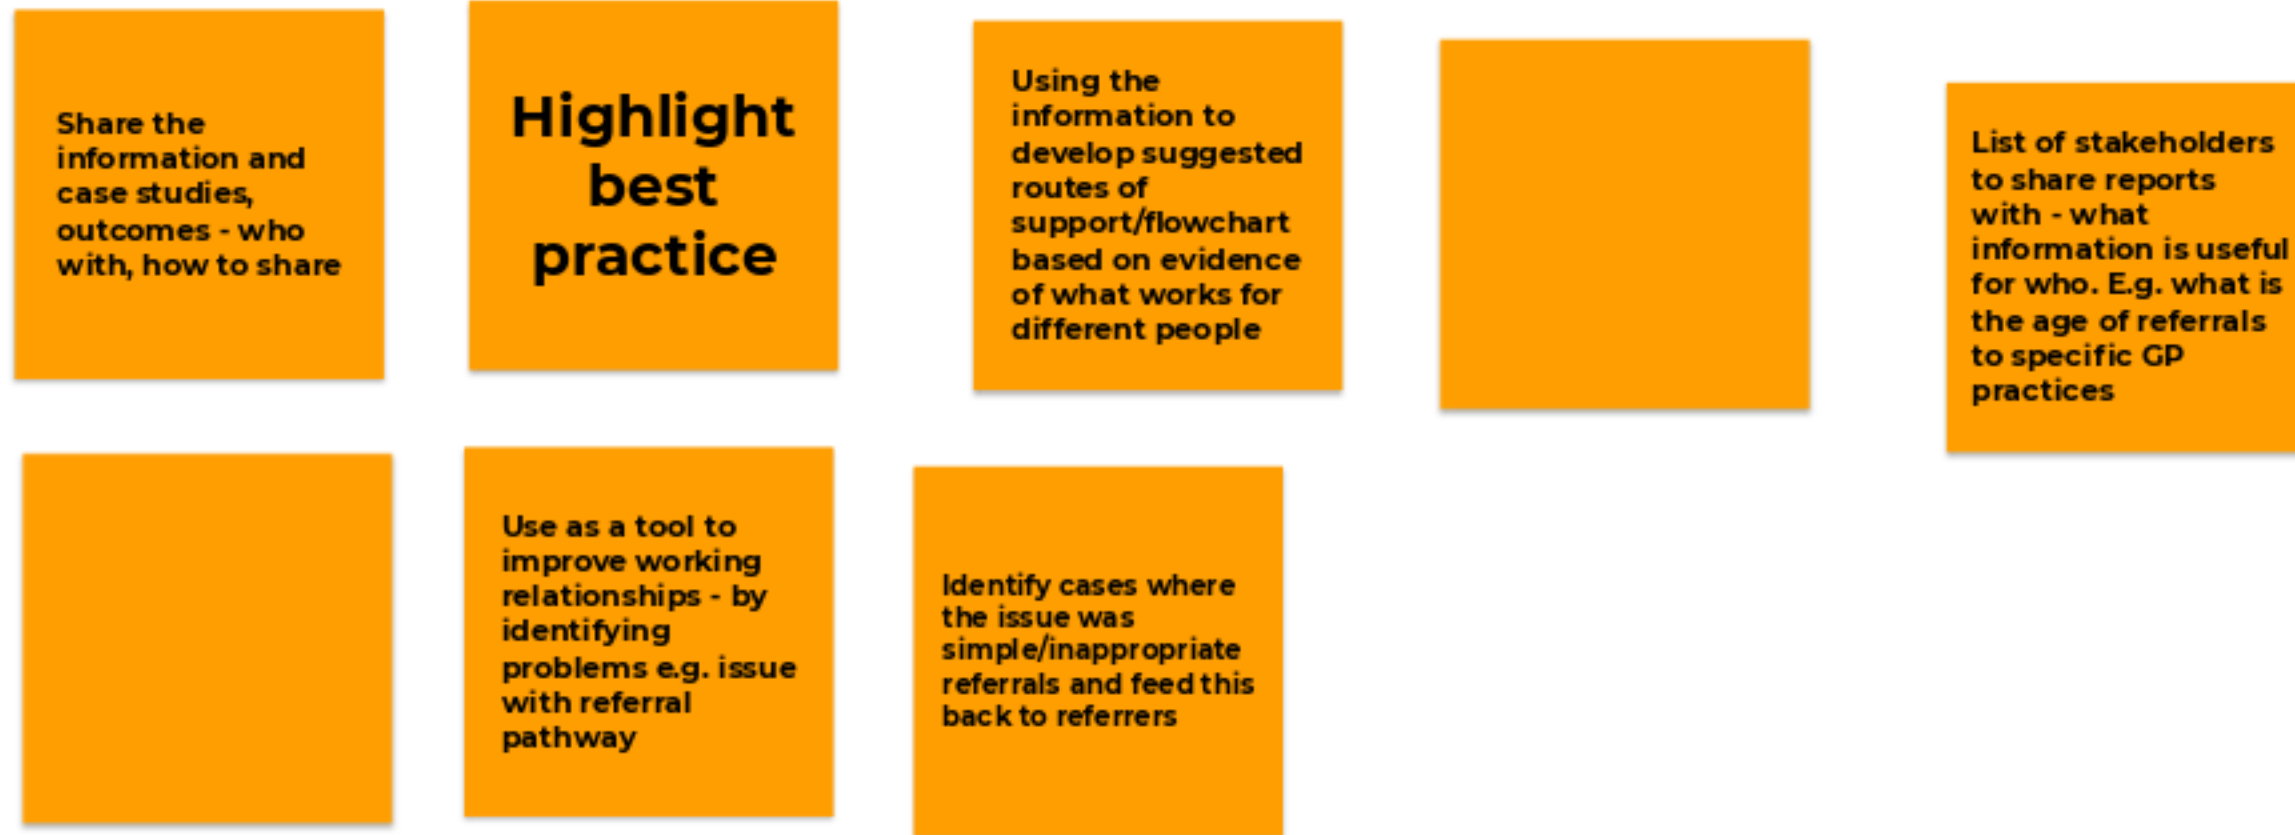 Share the
information and
case studies,
outcomes - who
with, how to share
Highlight
best
practice
Using the
information to
develop suggested
routes of
support/flowchart
based on evidence
of what works for
different people
List of stakeholders
to share reports
with - what
information is useful
for who. E.g. what is
the age of referrals
to specific GP
practices
Use as a tool to
improve working
relationships - by
identifying
problems e.g. issue
with referral
pathway
Identify cases where
the issue was
simple/inappropriate
referrals and feed this
back to referrers